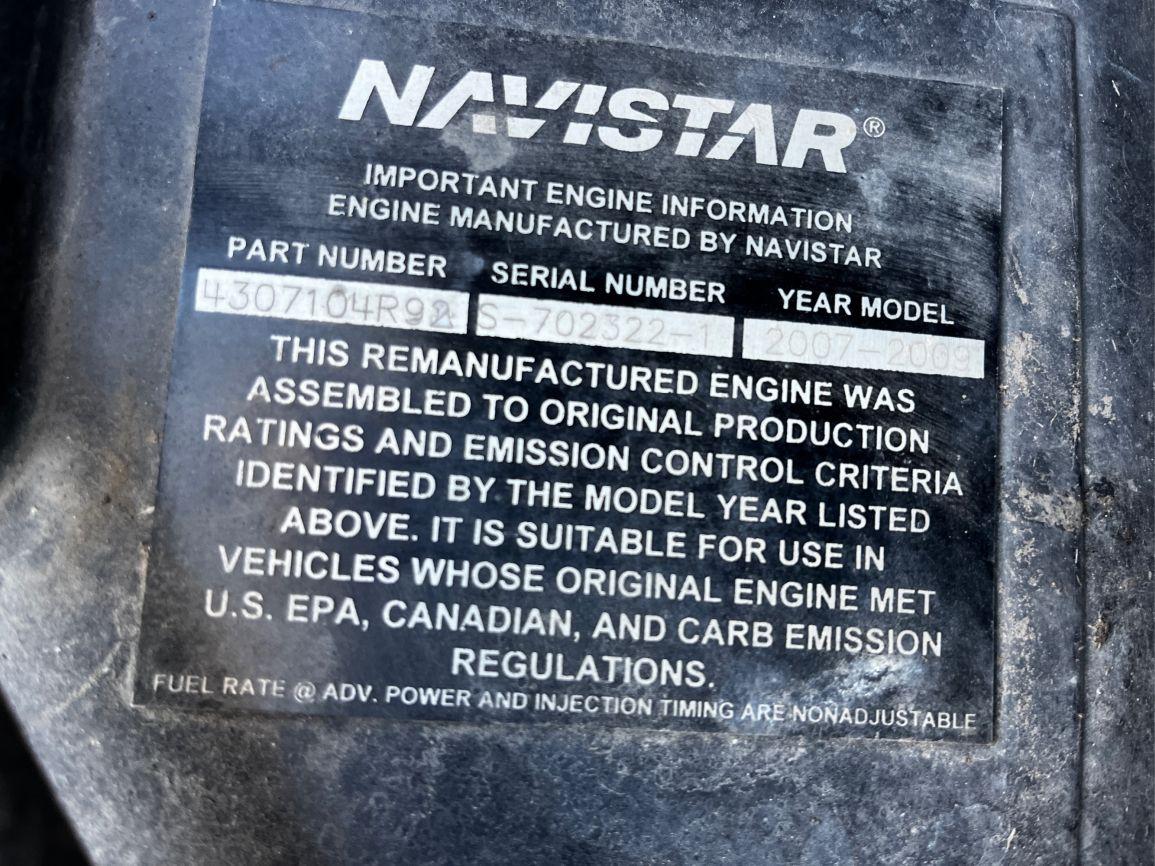 NAVISTAR®
IMPORTANT ENGINE INFORMATION
ENGINE MANUFACTURED BY NAVISTAR
PART NUMBER SERIAL NUMBER YEAR MODEL
4307104R92 S-702322-1 2007-2009
THIS REMANUFACTURED ENGINE WAS
ASSEMBLED TO ORIGINAL PRODUCTION
RATINGS AND EMISSION CONTROL CRITERIA
IDENTIFIED BY THE MODEL YEAR LISTED
ABOVE. IT IS SUITABLE FOR USE IN
VEHICLES WHOSE ORIGINAL ENGINE MET
U.S. EPA, CANADIAN, AND CARB EMISSION
REGULATIONS.
FUEL RATE @ ADV. POWER AND INJECTION TIMING ARE NONADJUSTABLE